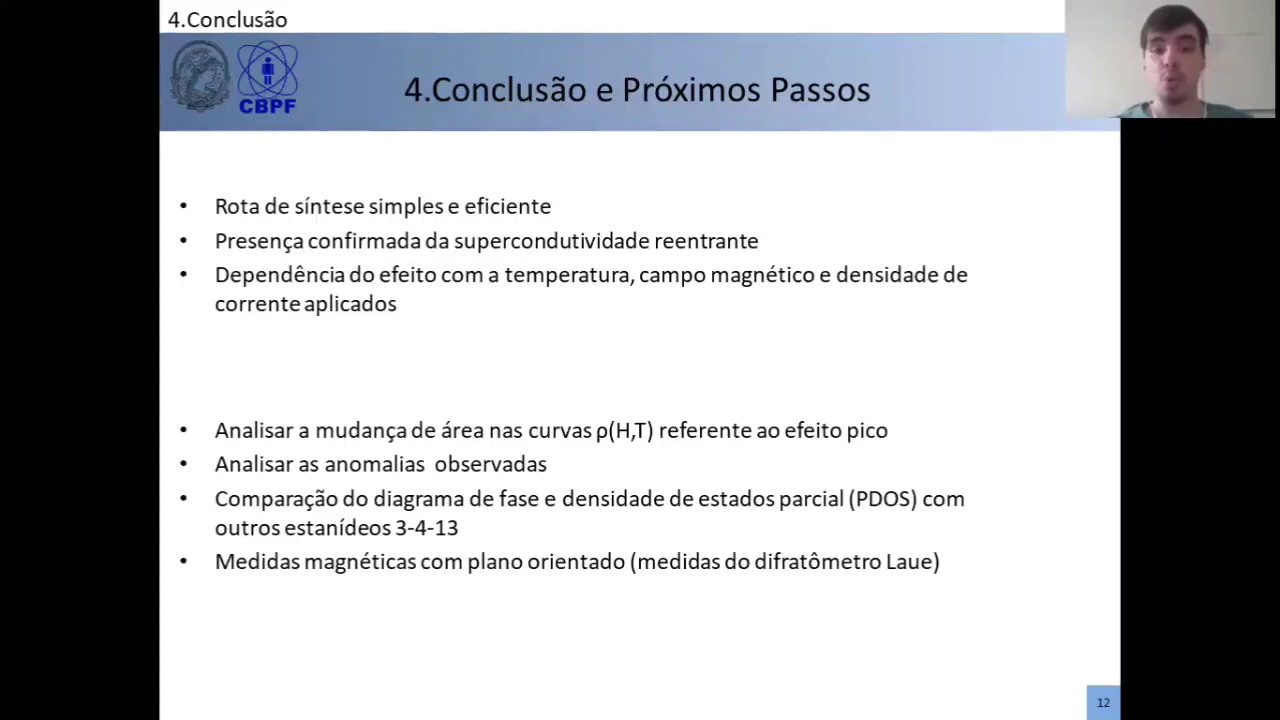 4.Conclusão
CBPF
4.Conclusão e Próximos Passos
• Rota de síntese simples e eficiente
• Presença confirmada da supercondutividade reentrante
• Dependência do efeito com a temperatura, campo magnético e densidade de
corrente aplicados
• Analisar a mudança de área nas curvas ρ(H,T) referente ao efeito pico
• Analisar as anomalias  observadas
• Comparação do diagrama de fase e densidade de estados parcial (PDOS) com
outros estanídeos 3-4-13
• Medidas magnéticas com plano orientado (medidas do difratômetro Laue)
12